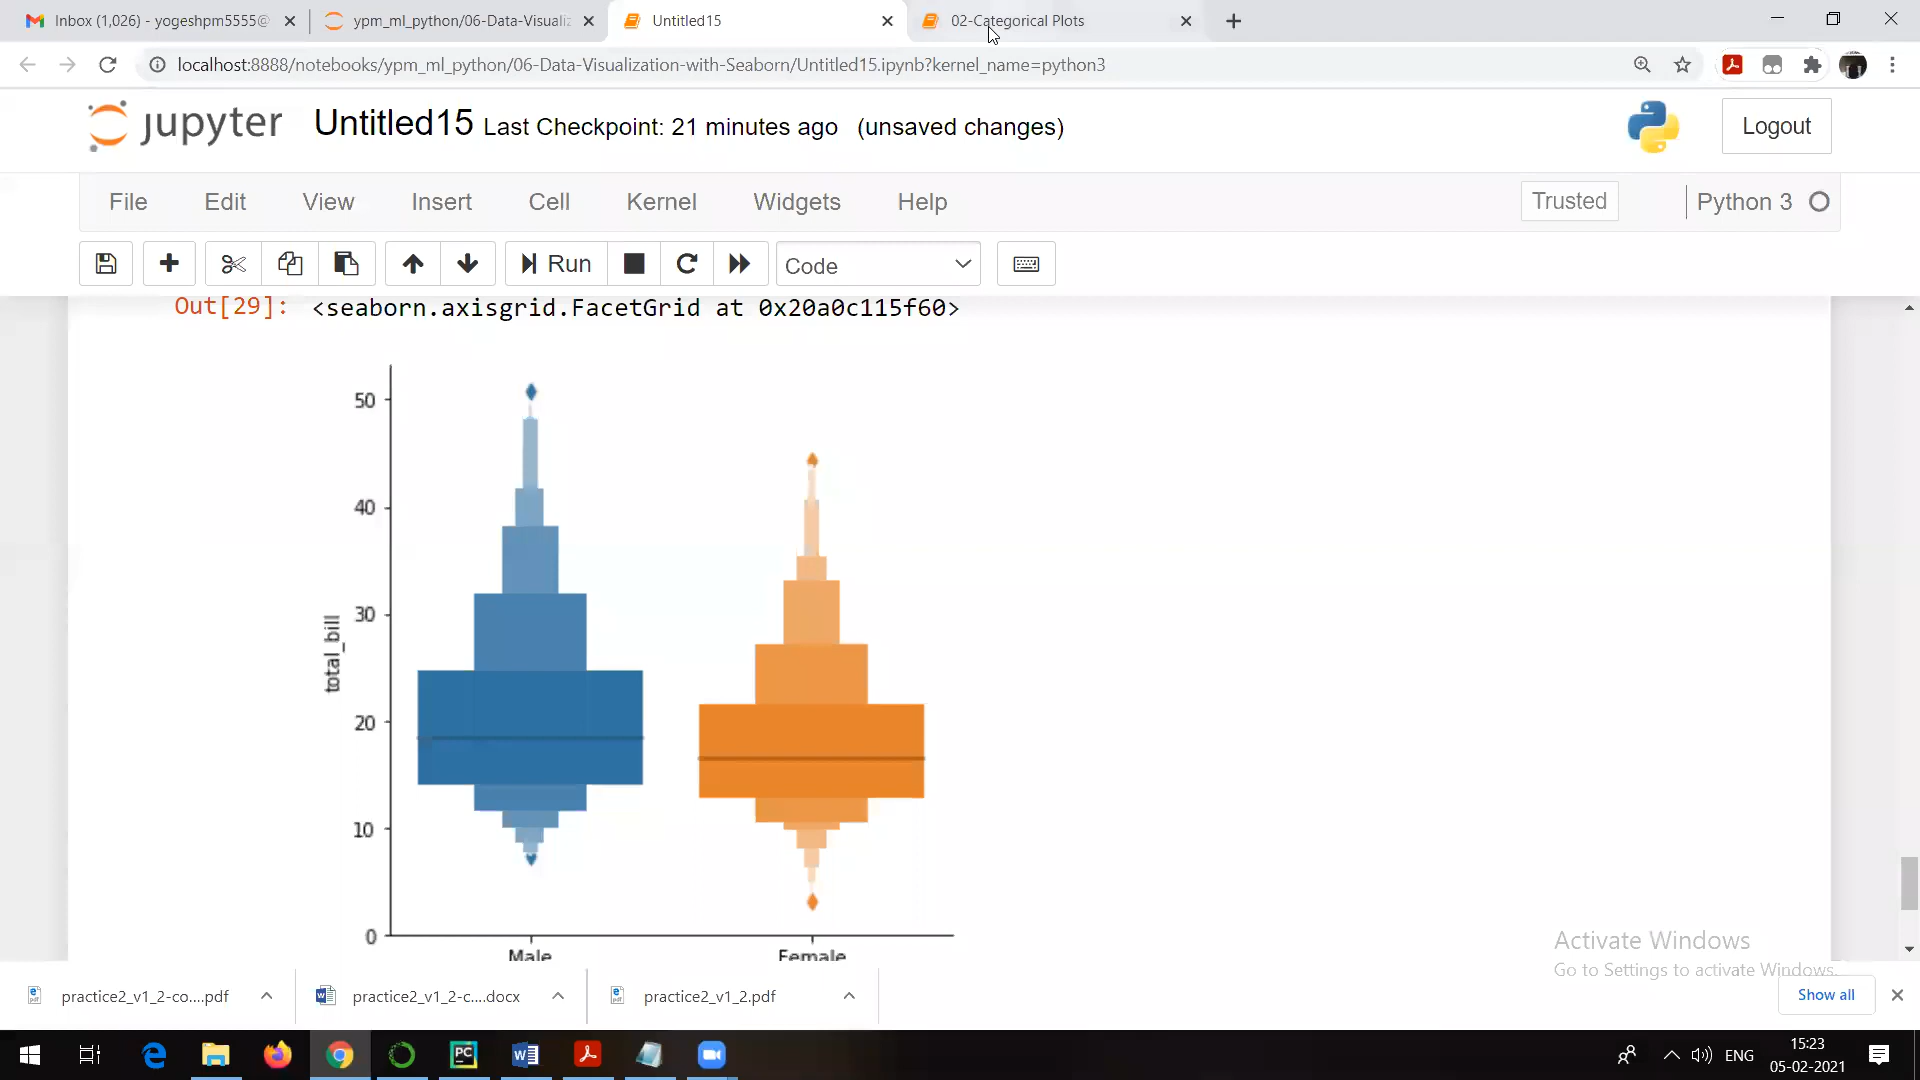 Inbox (1,026) - yogeshpm5555@
ypm_ml_python/06-Data-Visualiz
Untitled15
02-Categorical Plots
localhost:8888/notebooks/ypm_ml_python/06-Data-Visualization-with-Seaborn/Untitled15.ipynb?kernel_name=python3
jupyter Untitled15 Last Checkpoint: 21 minutes ago (unsaved changes)
Logout
File Edit View Insert Cell Kernel Widgets Help
Trusted
Python 3
Run
Code
Out[29]: <seaborn.axisgrid.FacetGrid at 0x20a0c115f60>
50
40
30
20
10
0
total_bill
Male
Female
Activate Windows
Go to Settings to activate Windows.
practice2_v1_2-co....pdf
practice2_v1_2-c....docx
practice2_v1_2.pdf
Show all
PC
ENG
15:23
05-02-2021